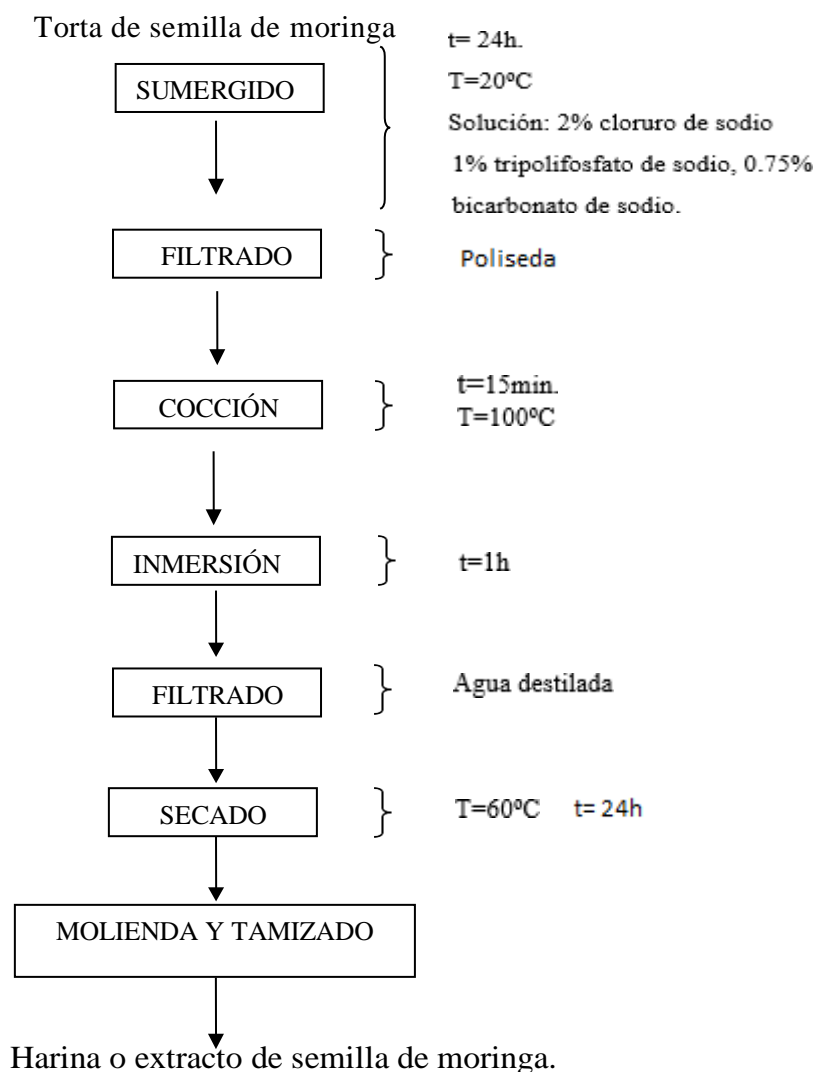 Torta de semilla de moringa
SUMERGIDO
t= 24h.
T=20ºC
Solución: 2% cloruro de sodio
1% tripolifosfato de sodio, 0.75%
bicarbonato de sodio.
FILTRADO
Poliseda
COCCIÓN
t=15min.
T=100ºC
INMERSIÓN
t=1h
FILTRADO
Agua destilada
SECADO
T=60ºC t= 24h
MOLIENDA Y TAMIZADO
Harina o extracto de semilla de moringa.